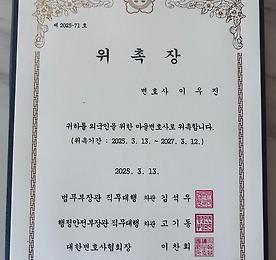 제 2025-71 호
위 촉 장
변호사 이 우 진
귀하를 외국인을 위한 마을변호사로 위촉합니다.
(위촉기간 : 2025. 3. 13. ~ 2027. 3. 12.)
2025. 3. 13.
법무부장관 직무대행 차관 김 석 우
행정안전부장관 직무대행 차관 고 기 동
대한변호사협회장 이 찬 희